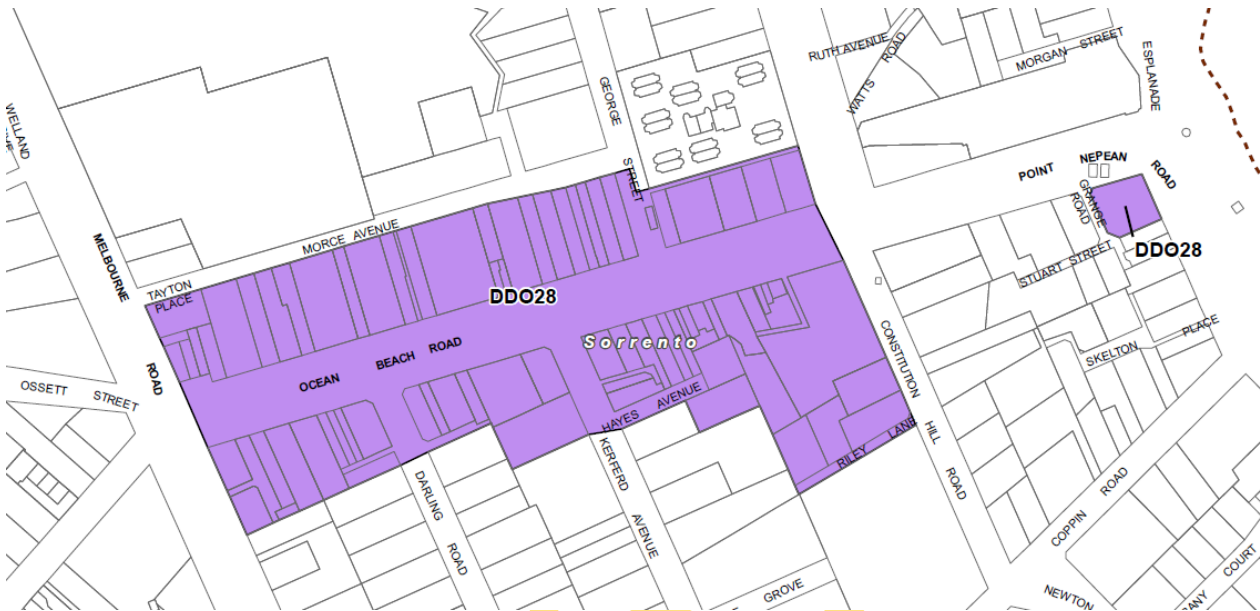 RUTH AVENUE
WATTS ROAD
MORGAN STREET
ESPLANADE
WELLAND
GEORGE
STREET
POINT NEPEAN ROAD
GRANGE
ROAD
DDO28
STUART STREET
MORCE AVENUE
MELBOURNE
ROAD
TAYTON
PLACE
DDO28
Sorrento
OCEAN BEACH ROAD
CONSTITUTION
HILL
ROAD
SKELTON PLACE
OSSETT STREET
HAYES AVENUE
KERFERD
AVENUE
RILEY LANE
DARLING
ROAD
COPPIN ROAD
GROVE
NEWTON
ANY COURT